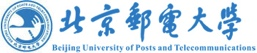 北京郵電大學
Beijing University of Posts and Telecommunications